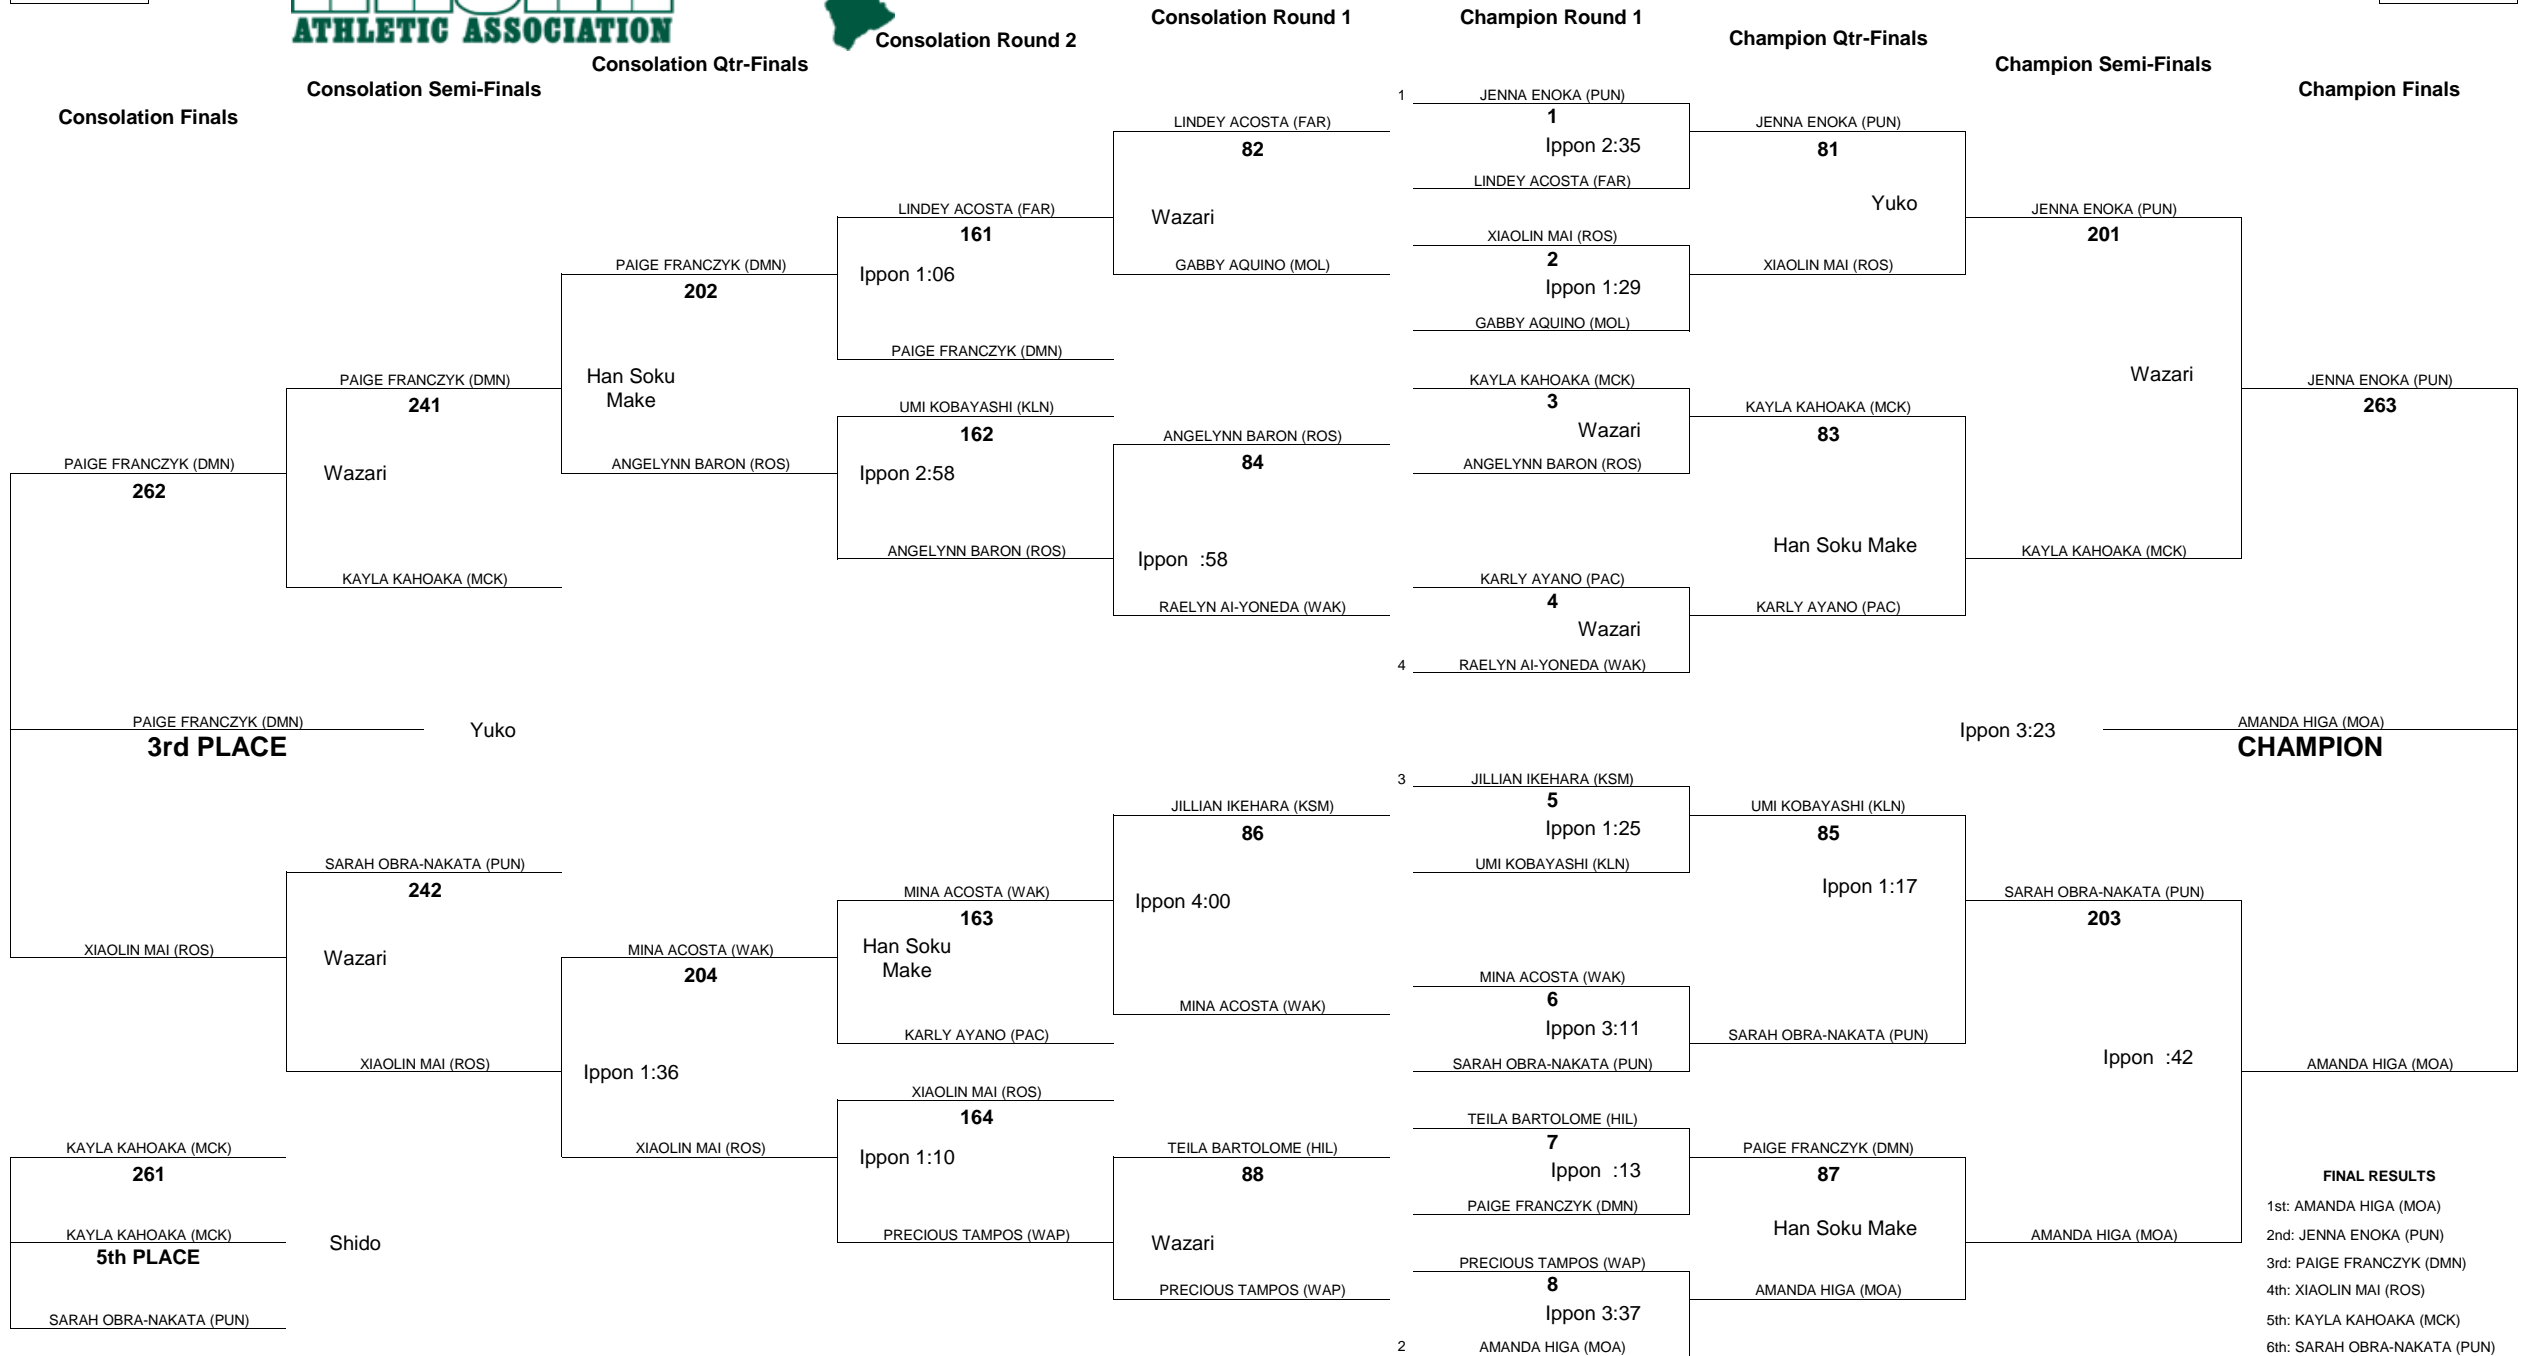 ATHLETIC ASSOCIATION
Consolation Round 1
Champion Round 1
Consolation Round 2
Champion Qtr-Finals
Consolation Qtr-Finals
Champion Semi-Finals
Consolation Semi-Finals
Champion Finals
Consolation Finals
1 JENNA ENOKA (PUN)
1
Ippon 2:35
LINDEY ACOSTA (FAR)
XIAOLIN MAI (ROS)
2
Ippon 1:29
GABBY AQUINO (MOL)
KAYLA KAHOAKA (MCK)
3
Wazari
ANGELYNN BARON (ROS)
KARLY AYANO (PAC)
4
Wazari
4 RAELYN AI-YONEDA (WAK)
3 JILLIAN IKEHARA (KSM)
5
Ippon 1:25
UMI KOBAYASHI (KLN)
MINA ACOSTA (WAK)
6
Ippon 3:11
SARAH OBRA-NAKATA (PUN)
TEILA BARTOLOME (HIL)
7
Ippon :13
PAIGE FRANCZYK (DMN)
PRECIOUS TAMPOS (WAP)
8
Ippon 3:37
2 AMANDA HIGA (MOA)
JENNA ENOKA (PUN)
81
Yuko
XIAOLIN MAI (ROS)
KAYLA KAHOAKA (MCK)
83
Han Soku Make
KARLY AYANO (PAC)
UMI KOBAYASHI (KLN)
85
Ippon 1:17
SARAH OBRA-NAKATA (PUN)
PAIGE FRANCZYK (DMN)
87
Han Soku Make
AMANDA HIGA (MOA)
JENNA ENOKA (PUN)
201
Wazari
KAYLA KAHOAKA (MCK)
SARAH OBRA-NAKATA (PUN)
203
Ippon :42
AMANDA HIGA (MOA)
JENNA ENOKA (PUN)
263
Ippon 3:23
AMANDA HIGA (MOA)
CHAMPION
AMANDA HIGA (MOA)
LINDEY ACOSTA (FAR)
82
Wazari
GABBY AQUINO (MOL)
ANGELYNN BARON (ROS)
84
Ippon :58
RAELYN AI-YONEDA (WAK)
JILLIAN IKEHARA (KSM)
86
Ippon 4:00
MINA ACOSTA (WAK)
TEILA BARTOLOME (HIL)
88
Wazari
PRECIOUS TAMPOS (WAP)
LINDEY ACOSTA (FAR)
161
Ippon 1:06
PAIGE FRANCZYK (DMN)
UMI KOBAYASHI (KLN)
162
Ippon 2:58
ANGELYNN BARON (ROS)
MINA ACOSTA (WAK)
163
Han Soku
Make
KARLY AYANO (PAC)
XIAOLIN MAI (ROS)
164
Ippon 1:10
PRECIOUS TAMPOS (WAP)
PAIGE FRANCZYK (DMN)
202
Han Soku
Make
ANGELYNN BARON (ROS)
MINA ACOSTA (WAK)
204
Ippon 1:36
XIAOLIN MAI (ROS)
PAIGE FRANCZYK (DMN)
241
Wazari
KAYLA KAHOAKA (MCK)
SARAH OBRA-NAKATA (PUN)
242
Wazari
XIAOLIN MAI (ROS)
PAIGE FRANCZYK (DMN)
262
PAIGE FRANCZYK (DMN)
3rd PLACE
Yuko
XIAOLIN MAI (ROS)
KAYLA KAHOAKA (MCK)
261
KAYLA KAHOAKA (MCK)
5th PLACE
Shido
SARAH OBRA-NAKATA (PUN)
FINAL RESULTS
1st: AMANDA HIGA (MOA)
2nd: JENNA ENOKA (PUN)
3rd: PAIGE FRANCZYK (DMN)
4th: XIAOLIN MAI (ROS)
5th: KAYLA KAHOAKA (MCK)
6th: SARAH OBRA-NAKATA (PUN)